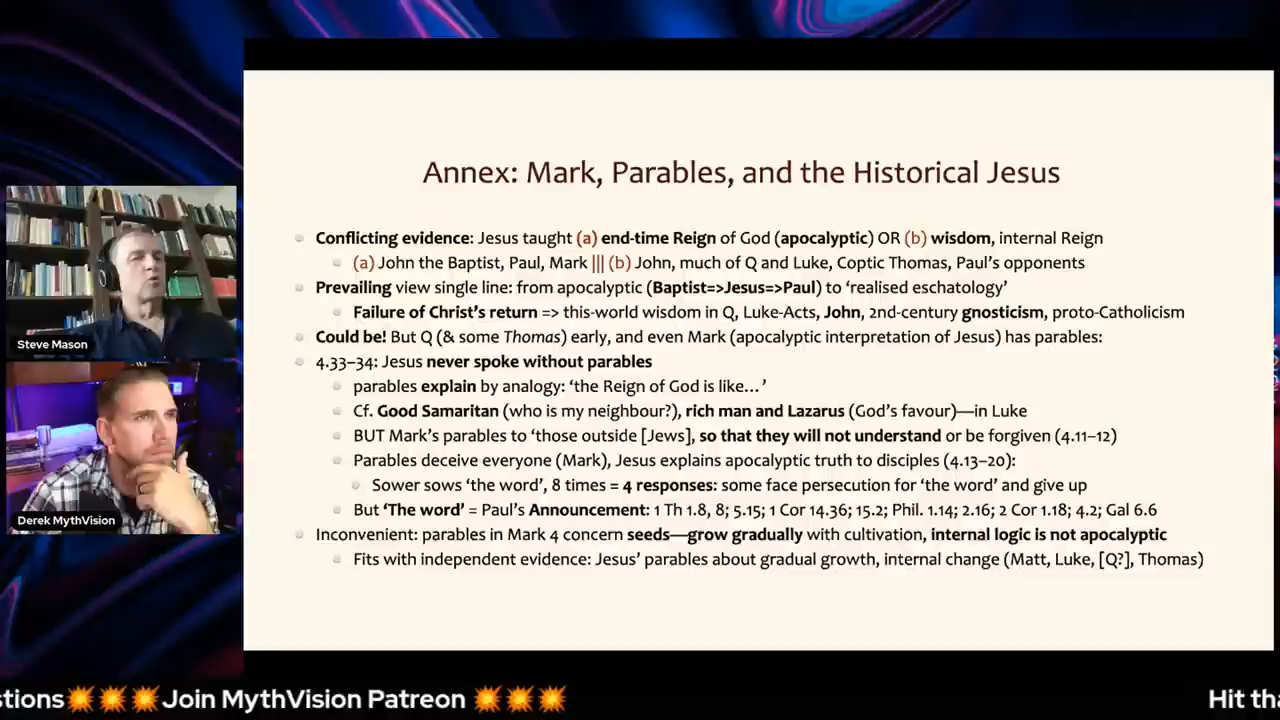 Annex: Mark, Parables, and the Historical Jesus
Conflicting evidence: Jesus taught (a) end-time Reign of God (apocalyptic) OR (b) wisdom, internal Reign
(a) John the Baptist, Paul, Mark ||| (b) John, much of Q and Luke, Coptic Thomas, Paul's opponents
Prevailing view single line: from apocalyptic (Baptist=>Jesus=>Paul) to 'realised eschatology'
Failure of Christ's return => this-world wisdom in Q, Luke-Acts, John, 2nd-century gnosticism, proto-Catholicism
Could be! But Q (& some Thomas) early, and even Mark (apocalyptic interpretation of Jesus) has parables:
4.33–34: Jesus never spoke without parables
parables explain by analogy: 'the Reign of God is like...'
Cf. Good Samaritan (who is my neighbour?), rich man and Lazarus (God's favour)—in Luke
BUT Mark's parables to 'those outside [Jews], so that they will not understand or be forgiven (4.11–12)
Parables deceive everyone (Mark), Jesus explains apocalyptic truth to disciples (4.13–20):
Sower sows 'the word', 8 times = 4 responses: some face persecution for 'the word' and give up
But 'The word' = Paul's Announcement: 1 Th 1.8, 8; 5.15; 1 Cor 14.36; 15.2; Phil. 1.14; 2.16; 2 Cor 1.18; 4.2; Gal 6.6
Inconvenient: parables in Mark 4 concern seeds—grow gradually with cultivation, internal logic is not apocalyptic
Fits with independent evidence: Jesus' parables about gradual growth, internal change (Matt, Luke, [Q?], Thomas)
Steve Mason
Derek MythVision
stions💥💥💥Join MythVision Patreon 💥💥💥 Hit tha